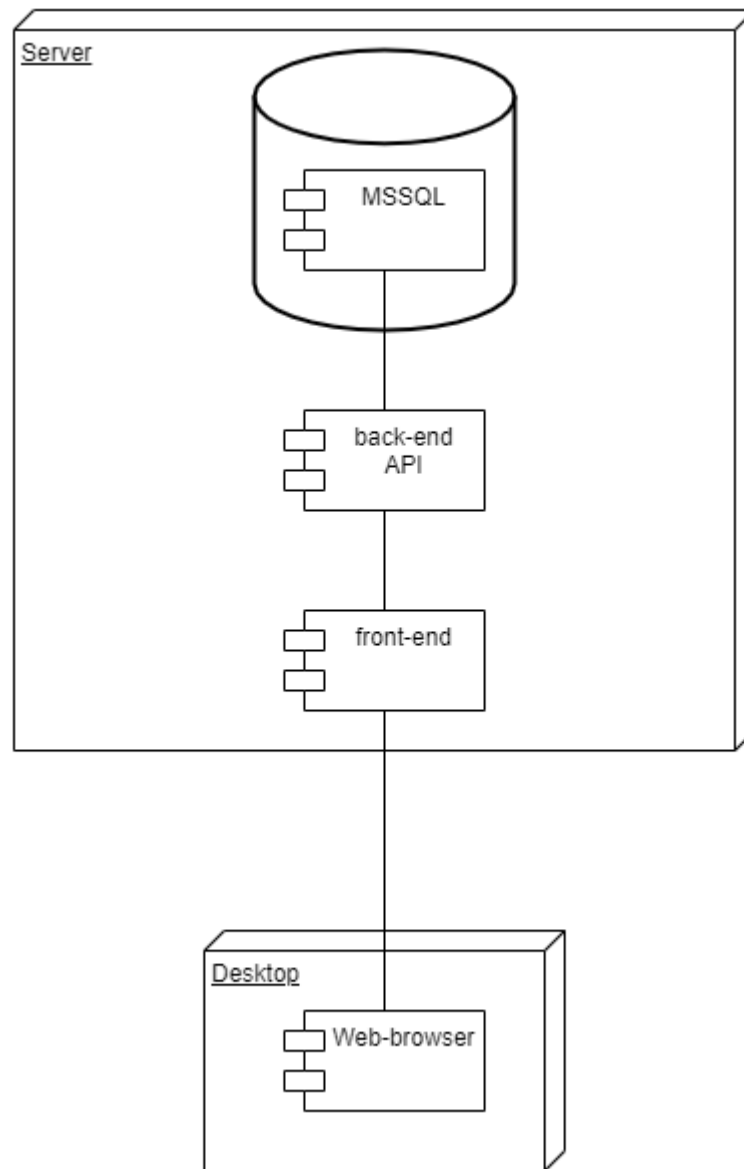 Server
MSSQL
back-end
API
front-end
Desktop
Web-browser